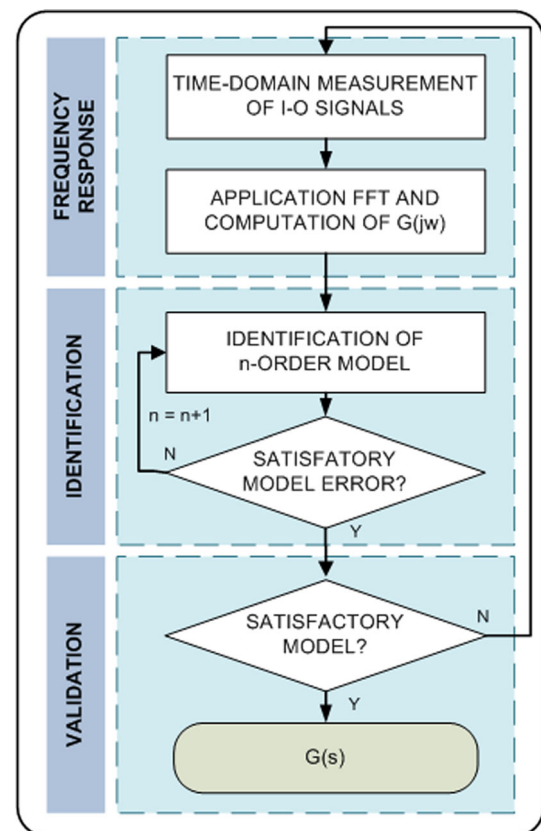 FREQUENCY
RESPONSE
TIME-DOMAIN MEASUREMENT
OF I-O SIGNALS
APPLICATION FFT AND
COMPUTATION OF G(jw)
IDENTIFICATION
IDENTIFICATION OF
n-ORDER MODEL
n = n+1
N
SATISFATORY
MODEL ERROR?
Y
VALIDATION
SATISFACTORY
MODEL?
N
Y
G(s)